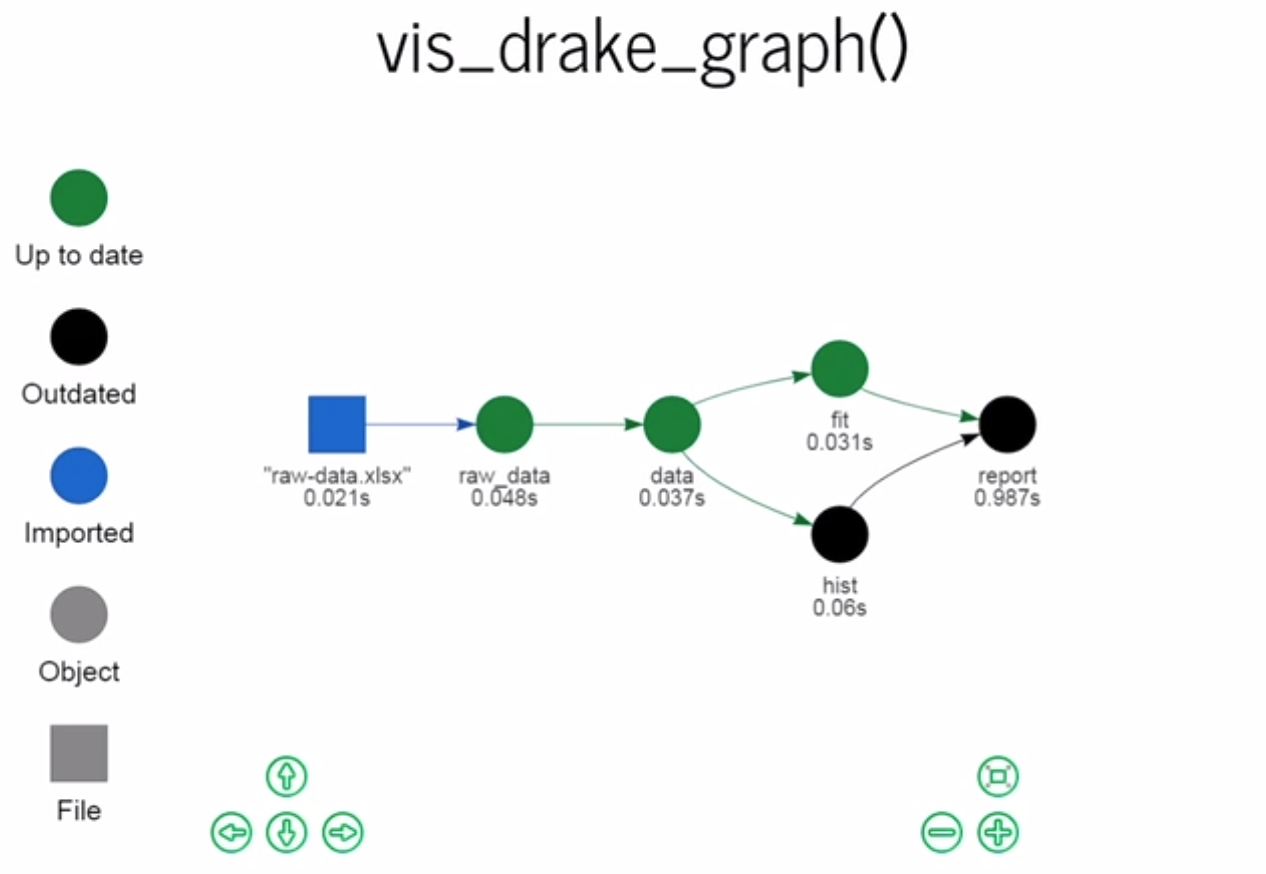 vis_drake_graph()
Up to date
Outdated
Imported
Object
File
"raw-data.xlsx"
0.021s
raw_data
0.048s
data
0.037s
fit
0.031s
hist
0.06s
report
0.987s